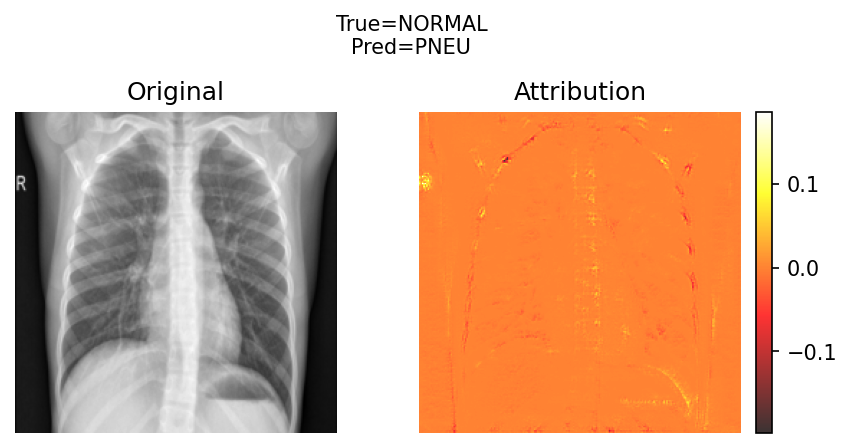 True=NORMAL
Pred=PNEU
Original
Attribution
R
0.1
0.0
−0.1